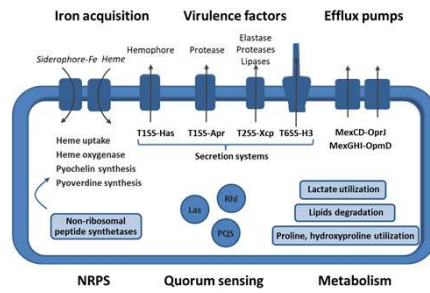 Iron acquisition
Virulence factors
Efflux pumps
Siderophore-Fe
Heme
Hemophore
Protease
Elastase
Proteases
Lipases
T1SS-Has
T1SS-Apr
T2SS-Xcp
T6SS-H3
Secretion systems
MexCD-OprJ
MexGHI-OpmD
Heme uptake
Heme oxygenase
Pyochelin synthesis
Pyoverdine synthesis
Non-ribosomal
peptide synthetases
Las
Rhl
PQS
Lactate utilization
Lipids degradation
Proline, hydroxyproline utilization
NRPS
Quorum sensing
Metabolism